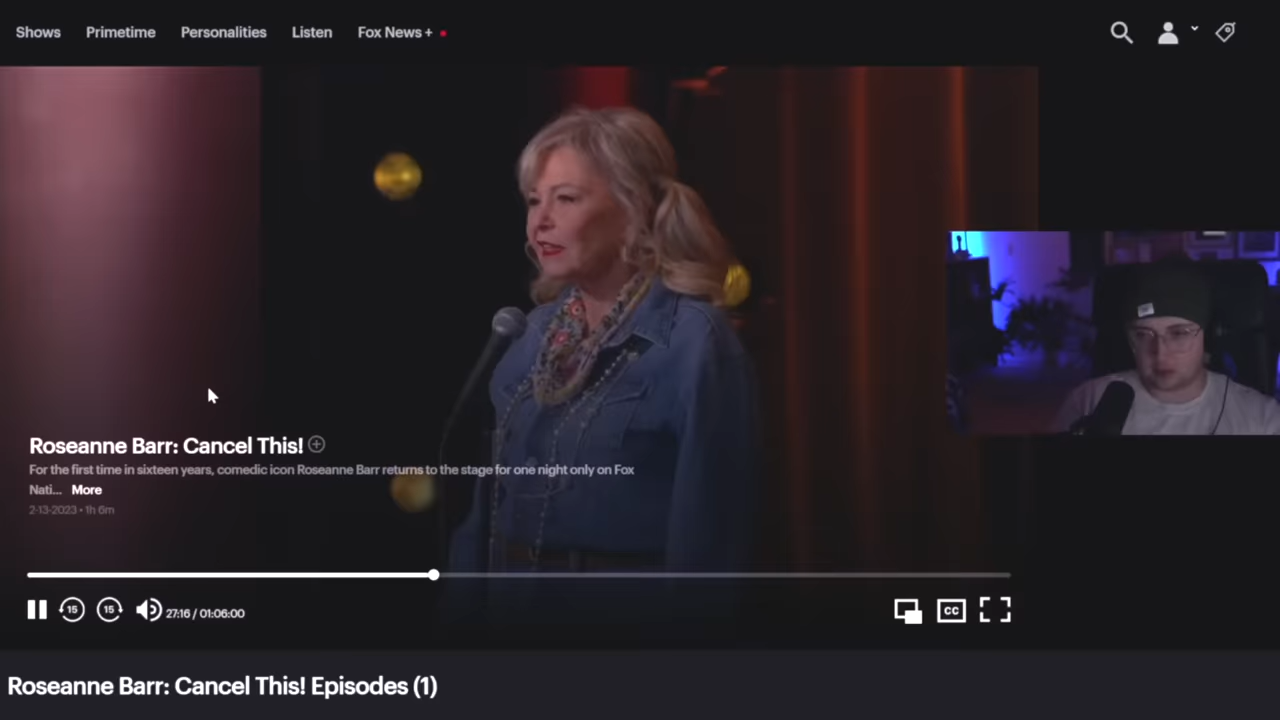 Shows Primetime Personalities Listen Fox News +
Roseanne Barr: Cancel This!
For the first time in sixteen years, comedic icon Roseanne Barr returns to the stage for one night only on Fox
Nati... More
2-13-2023 • 1h 6m
15 15 27:16 / 01:06:00 CC
Roseanne Barr: Cancel This! Episodes (1)